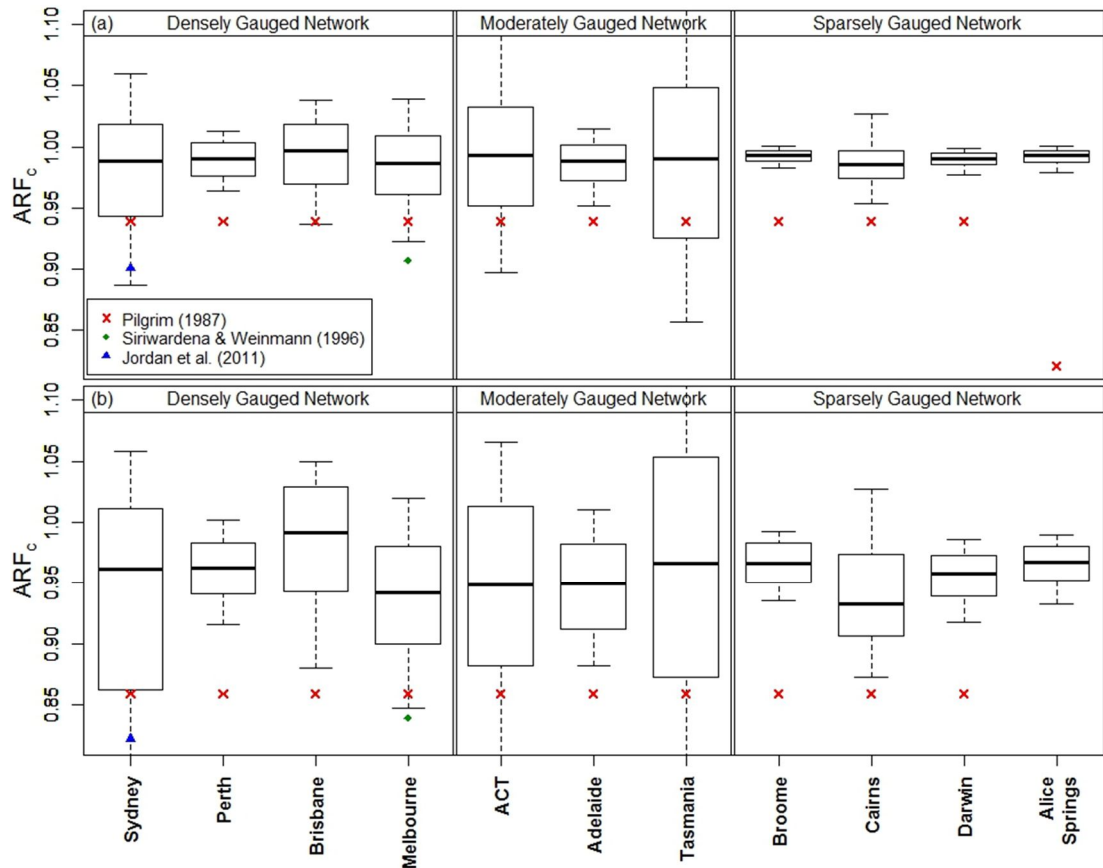 (a) Densely Gauged Network Moderately Gauged Network Sparsely Gauged Network
1.10
1.05
1.00
0.95
0.90
0.85
ARFc
Pilgrim (1987)
Siriwardena & Weinmann (1996)
Jordan et al. (2011)
(b) Densely Gauged Network Moderately Gauged Network Sparsely Gauged Network
1.10
1.05
1.00
0.95
0.90
0.85
ARFc
Sydney
Perth
Brisbane
Melbourne
ACT
Adelaide
Tasmania
Broome
Cairns
Darwin
Alice
Springs